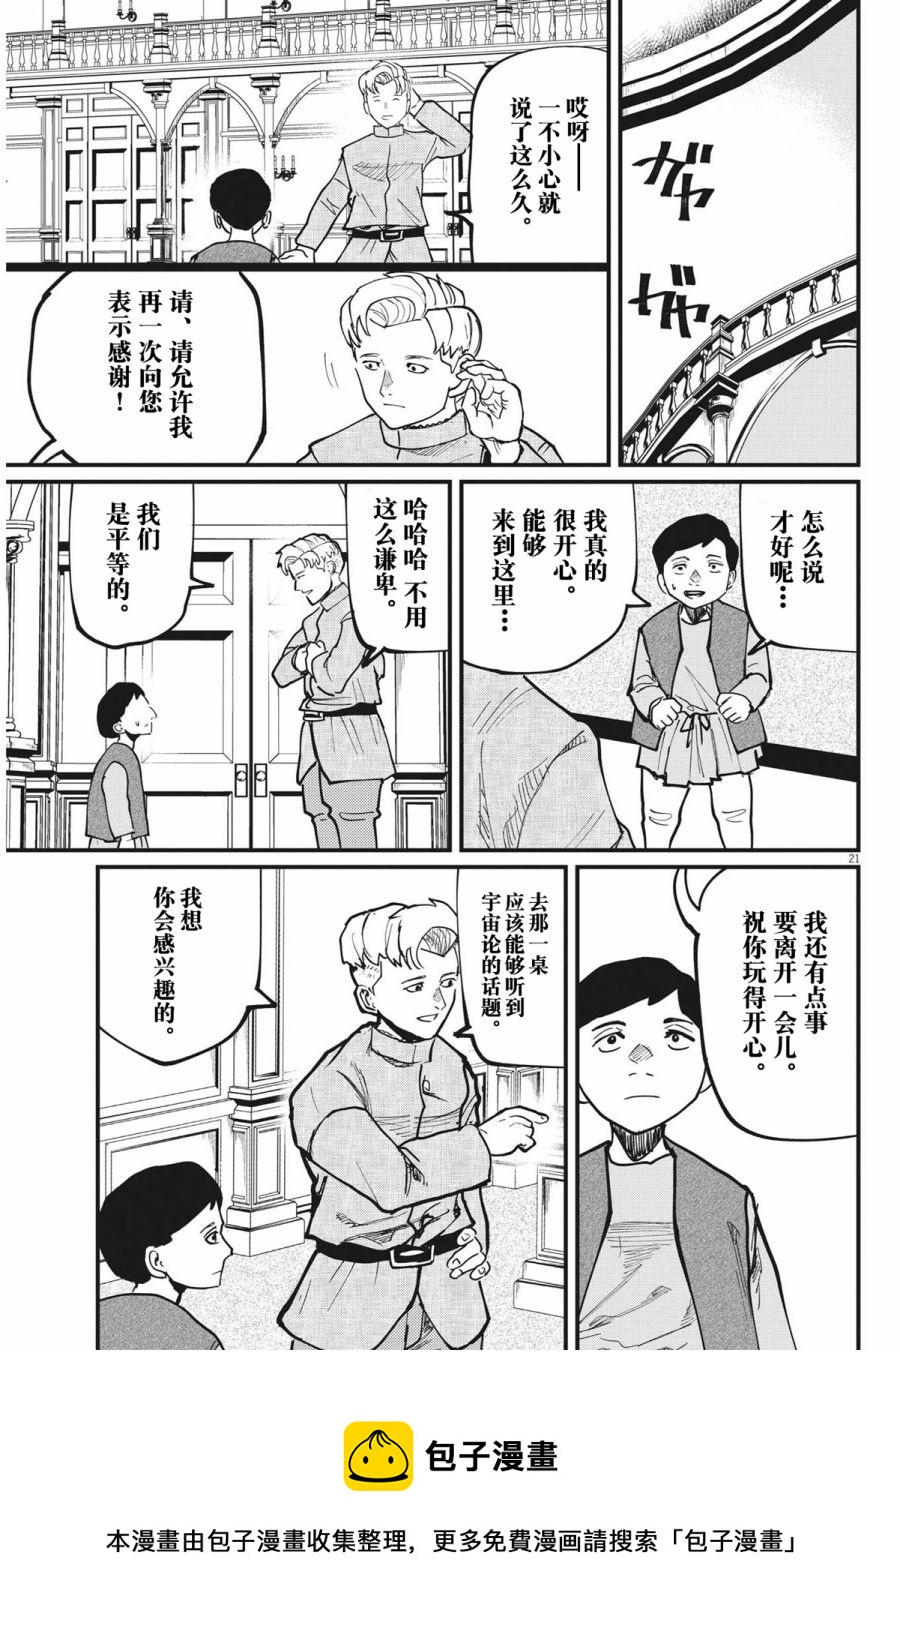 ガヤ
ガヤ
哎呀——
一不小心就
说了这么久。
请、请允许我
再一次向您
表示感谢！
怎么说
才好呢…
我真的
很开心。
能够
来到这里…
哈哈哈 不用
这么谦卑。
我们
是平等的。
21
我还有点事
要离开一会儿。
祝你玩得开心。
去那一桌
应该能够听到
宇宙论的话题。
我想
你会感兴趣的。
包子漫畫
本漫畫由包子漫畫收集整理，更多免費漫画請搜索「包子漫畫」